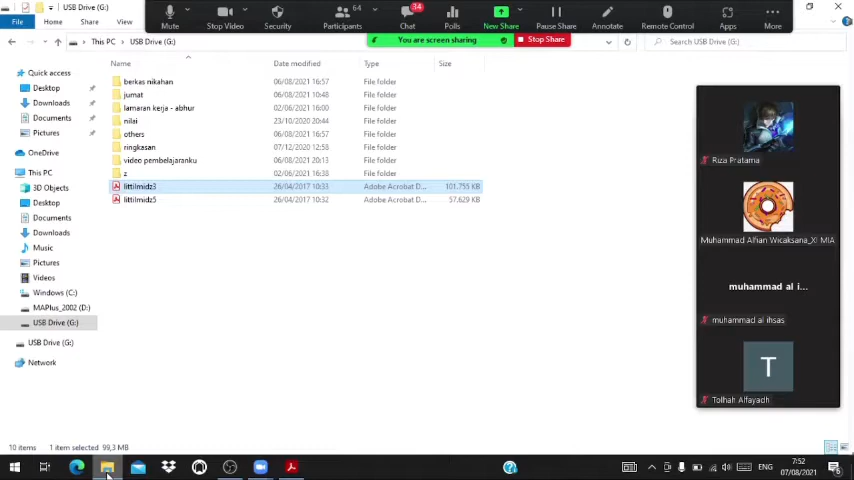 USB Drive (G:)
File Home Share View
Mute Stop Video Security Participants 64 Chat 34 Polls New Share Pause Share Annotate Remote Control Apps More
You are screen sharing Stop Share
This PC USB Drive (G:) Search USB Drive (G:)
Name Date modified Type Size
berkas nikahan 06/08/2021 16:57 File folder
jumat 06/08/2021 10:48 File folder
lamaran kerja - abhur 02/06/2021 16:00 File folder
nilai 23/10/2020 20:44 File folder
others 06/08/2021 16:57 File folder
ringkasan 07/12/2020 12:58 File folder
video pembelajaranku 06/08/2021 20:13 File folder
z 02/06/2021 16:38 File folder
littilmidz3 26/04/2017 10:33 Adobe Acrobat D... 101.755 KB
littilmidz5 26/04/2017 10:32 Adobe Acrobat D... 57.629 KB
Quick access
Desktop
Downloads
Documents
Pictures
OneDrive
This PC
3D Objects
Desktop
Documents
Downloads
Music
Pictures
Videos
Windows (C:)
MAPlus_2002 (D:)
USB Drive (G:)
USB Drive (G:)
Network
Riza Pratama
Muhammad Alfian Wicaksana_XI MIA
muhammad al i...
muhammad al ihsas
T
Tolhah Alfayadh
10 items 1 item selected 99,3 MB
ENG
7:52
07/08/2021